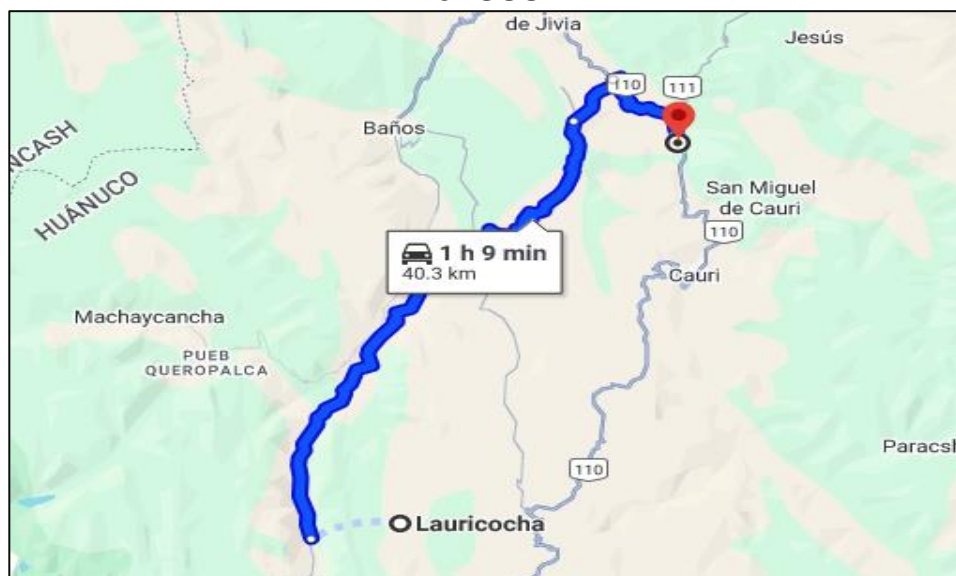 de Jivia
Jesús
110
111
Baños
NCASH
HUÁNUCO
San Miguel
de Cauri
110
1 h 9 min
40.3 km
Cauri
Machaycancha
PUEB
QUEROPALCA
Paracsh
110
Lauricocha